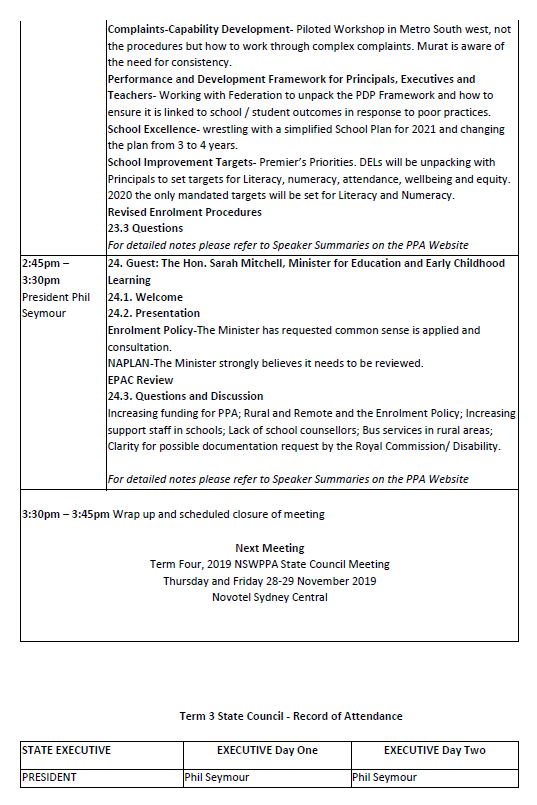 Complaints-Capability Development- Piloted Workshop in Metro South west, not
the procedures but how to work through complex complaints. Murat is aware of
the need for consistency.
Performance and Development Framework for Principals, Executives and
Teachers- Working with Federation to unpack the PDP Framework and how to
ensure it is linked to school / student outcomes in response to poor practices.
School Excellence- wrestling with a simplified School Plan for 2021 and changing
the plan from 3 to 4 years.
School Improvement Targets- Premier's Priorities. DELs will be unpacking with
Principals to set targets for Literacy, numeracy, attendance, wellbeing and equity.
2020 the only mandated targets will be set for Literacy and Numeracy.
Revised Enrolment Procedures
23.3 Questions
For detailed notes please refer to Speaker Summaries on the PPA Website
2:45pm –
3:30pm
President Phil
Seymour
24. Guest: The Hon. Sarah Mitchell, Minister for Education and Early Childhood
Learning
24.1. Welcome
24.2. Presentation
Enrolment Policy-The Minister has requested common sense is applied and
consultation.
NAPLAN-The Minister strongly believes it needs to be reviewed.
EPAC Review
24.3. Questions and Discussion
Increasing funding for PPA; Rural and Remote and the Enrolment Policy; Increasing
support staff in schools; Lack of school counsellors; Bus services in rural areas;
Clarity for possible documentation request by the Royal Commission/ Disability.
For detailed notes please refer to Speaker Summaries on the PPA Website
3:30pm – 3:45pm Wrap up and scheduled closure of meeting
Next Meeting
Term Four, 2019 NSWPPA State Council Meeting
Thursday and Friday 28-29 November 2019
Novotel Sydney Central
Term 3 State Council - Record of Attendance
STATE EXECUTIVE EXECUTIVE Day One EXECUTIVE Day Two
PRESIDENT Phil Seymour Phil Seymour